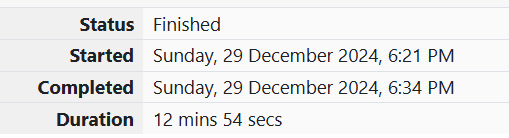 Status Finished
Started Sunday, 29 December 2024, 6:21 PM
Completed Sunday, 29 December 2024, 6:34 PM
Duration 12 mins 54 secs